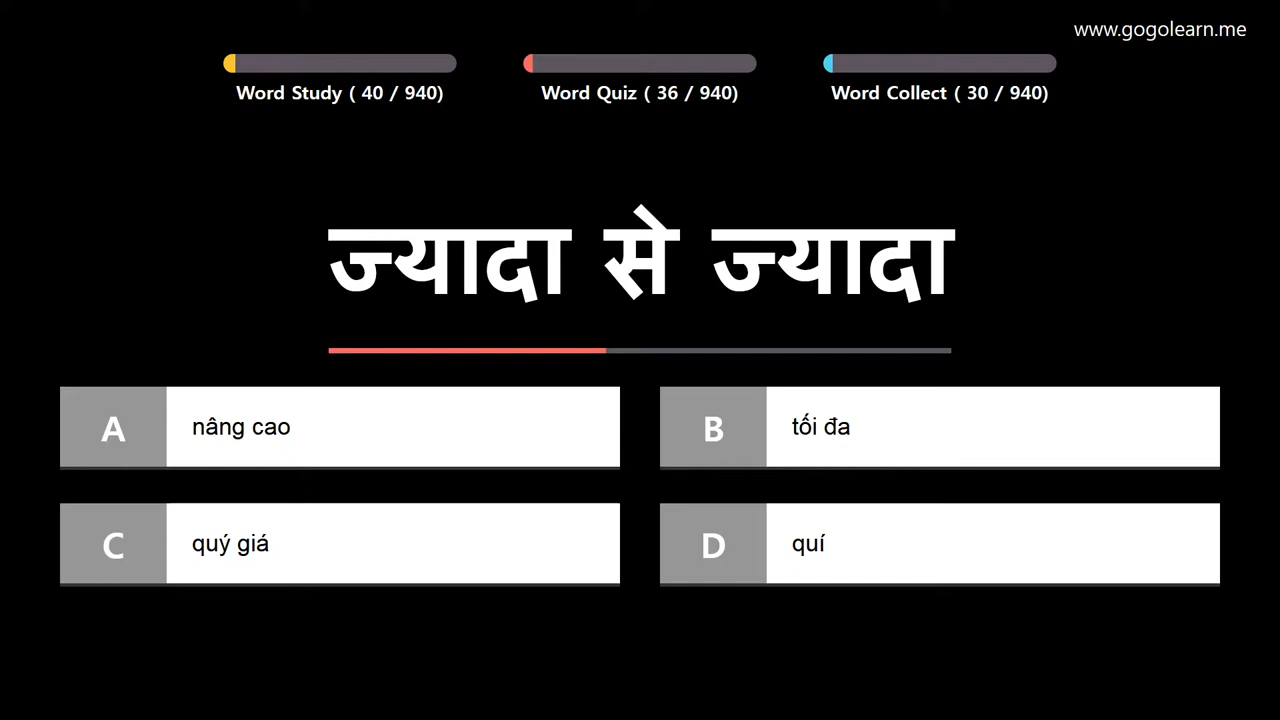 www.gogolearn.me
Word Study ( 40 / 940)
Word Quiz ( 36 / 940)
Word Collect ( 30 / 940)
ज्यादा से ज्यादा
A nâng cao
B tối đa
C quý giá
D quí